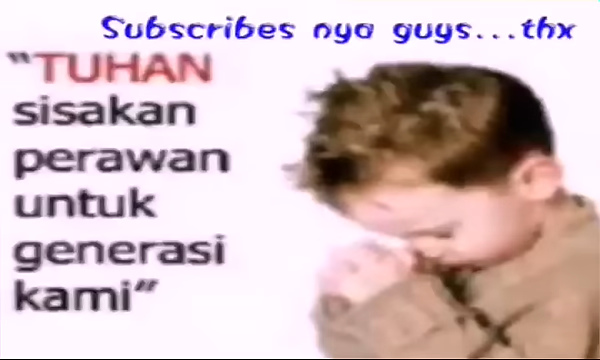 Subscribes nya guys...thx
"TUHAN
sisakan
perawan
untuk
generasi
kami"